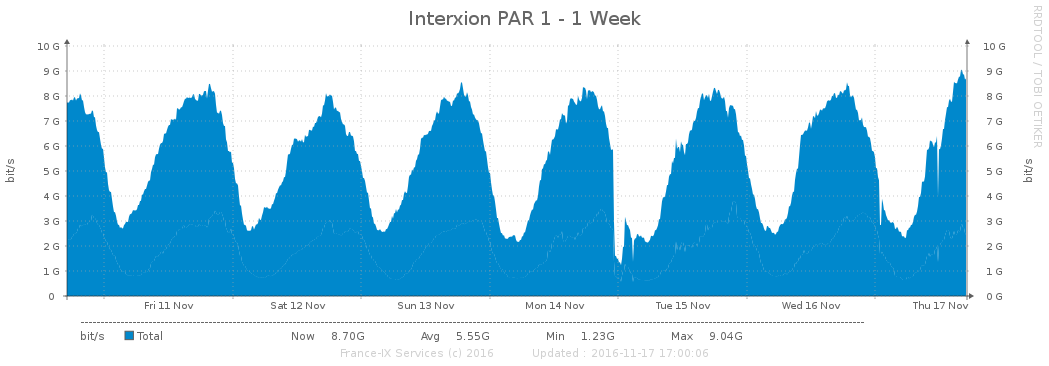 Interxion PAR 1 - 1 Week
RRDTOOL / TOBI OETIKER
bit/s
10 G 10 G
9 G 9 G
8 G 8 G
7 G 7 G
6 G 6 G
5 G 5 G
4 G 4 G
3 G 3 G
2 G 2 G
1 G 1 G
0 0 G
bit/s
Fri 11 Nov Sat 12 Nov Sun 13 Nov Mon 14 Nov Tue 15 Nov Wed 16 Nov Thu 17 Nov
bit/s Total Now 8.70G Avg 5.55G Min 1.23G Max 9.04G
France-IX Services (c) 2016 Updated : 2016-11-17 17:00:06